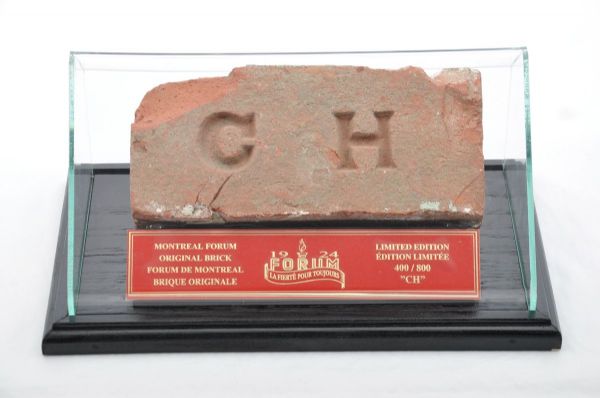 C H
MONTREAL FORUM
ORIGINAL BRICK
FORUM DE MONTREAL
BRIQUE ORIGINALE
19 24
FORUM
LA FIERTÉ POUR TOUJOURS
LIMITED EDITION
ÉDITION LIMITÉE
400 / 800
"CH"